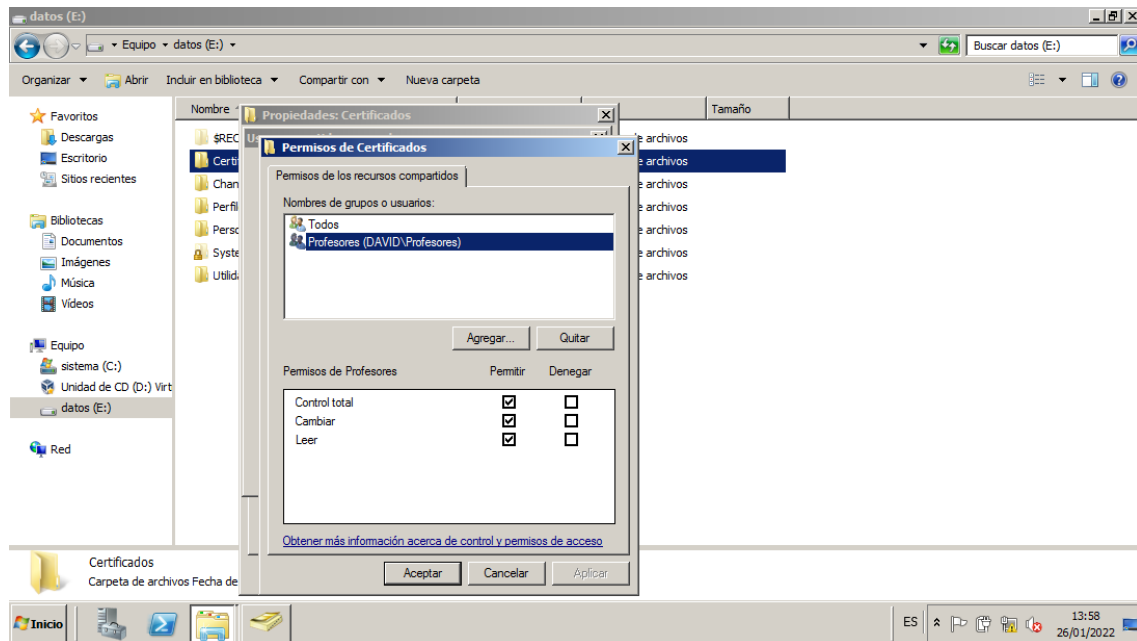 datos (E:)
Equipo datos (E:)
Buscar datos (E:)
Organizar Abrir Incluir en biblioteca Compartir con Nueva carpeta
Favoritos
Descargas
Escritorio
Sitios recientes
Bibliotecas
Documentos
Imágenes
Música
Vídeos
Equipo
sistema (C:)
Unidad de CD (D:) Virt
datos (E:)
Red
Nombre
Tamaño
$REC
Certi
Chan
Perfil
Perso
Syste
Utilida
e archivos
e archivos
e archivos
e archivos
e archivos
e archivos
e archivos
Propiedades: Certificados
Permisos de Certificados
Permisos de los recursos compartidos
Nombres de grupos o usuarios:
Todos
Profesores (DAVID\Profesores)
Agregar... Quitar
Permisos de Profesores Permitir Denegar
Control total
Cambiar
Leer
Obtener más información acerca de control y permisos de acceso
Aceptar Cancelar Aplicar
Certificados
Carpeta de archivos Fecha de
Inicio
ES
13:58
26/01/2022